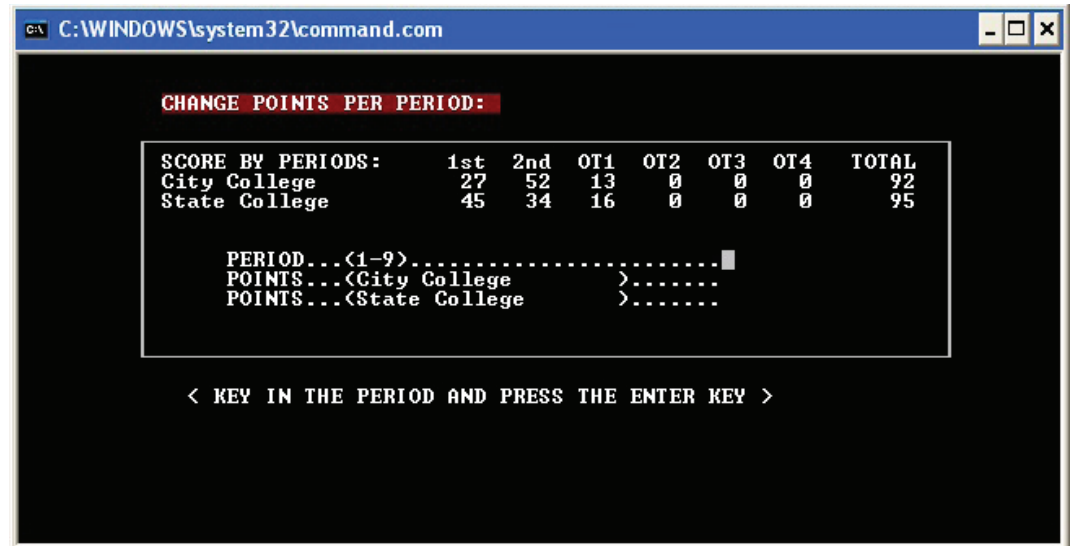 C:\WINDOWS\system32\command.com
CHANGE POINTS PER PERIOD:
SCORE BY PERIODS: 1st 2nd OT1 OT2 OT3 OT4 TOTAL
City College 27 52 13 0 0 0 92
State College 45 34 16 0 0 0 95
PERIOD...(1-9)........................
POINTS...(City College ).......
POINTS...(State College ).......
< KEY IN THE PERIOD AND PRESS THE ENTER KEY >